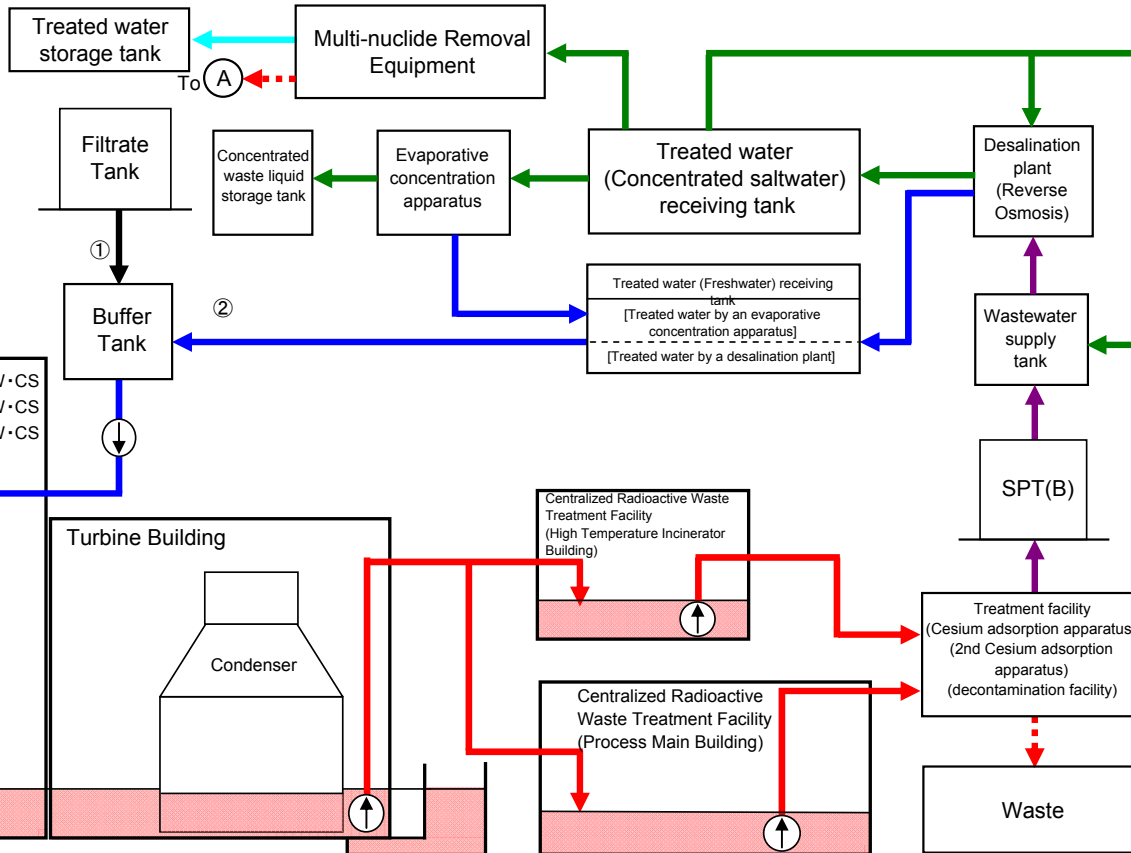 Treated water
storage tank
Multi-nuclide Removal
Equipment
To
A
Filtrate
Tank
Concentrated
waste liquid
storage tank
Evaporative
concentration
apparatus
Treated water
(Concentrated saltwater)
receiving tank
Desalination
plant
(Reverse
Osmosis)
①
②
Buffer
Tank
Treated water (Freshwater) receiving
tank
[Treated water by an evaporative
concentration apparatus]
[Treated water by a desalination plant]
Wastewater
supply
tank
・CS
・CS
・CS
SPT(B)
Turbine Building
Condenser
Centralized Radioactive Waste
Treatment Facility
(High Temperature Incinerator
Building)
Centralized Radioactive
Waste Treatment Facility
(Process Main Building)
Treatment facility
(Cesium adsorption apparatus
(2nd Cesium adsorption
apparatus)
(decontamination facility)
Waste